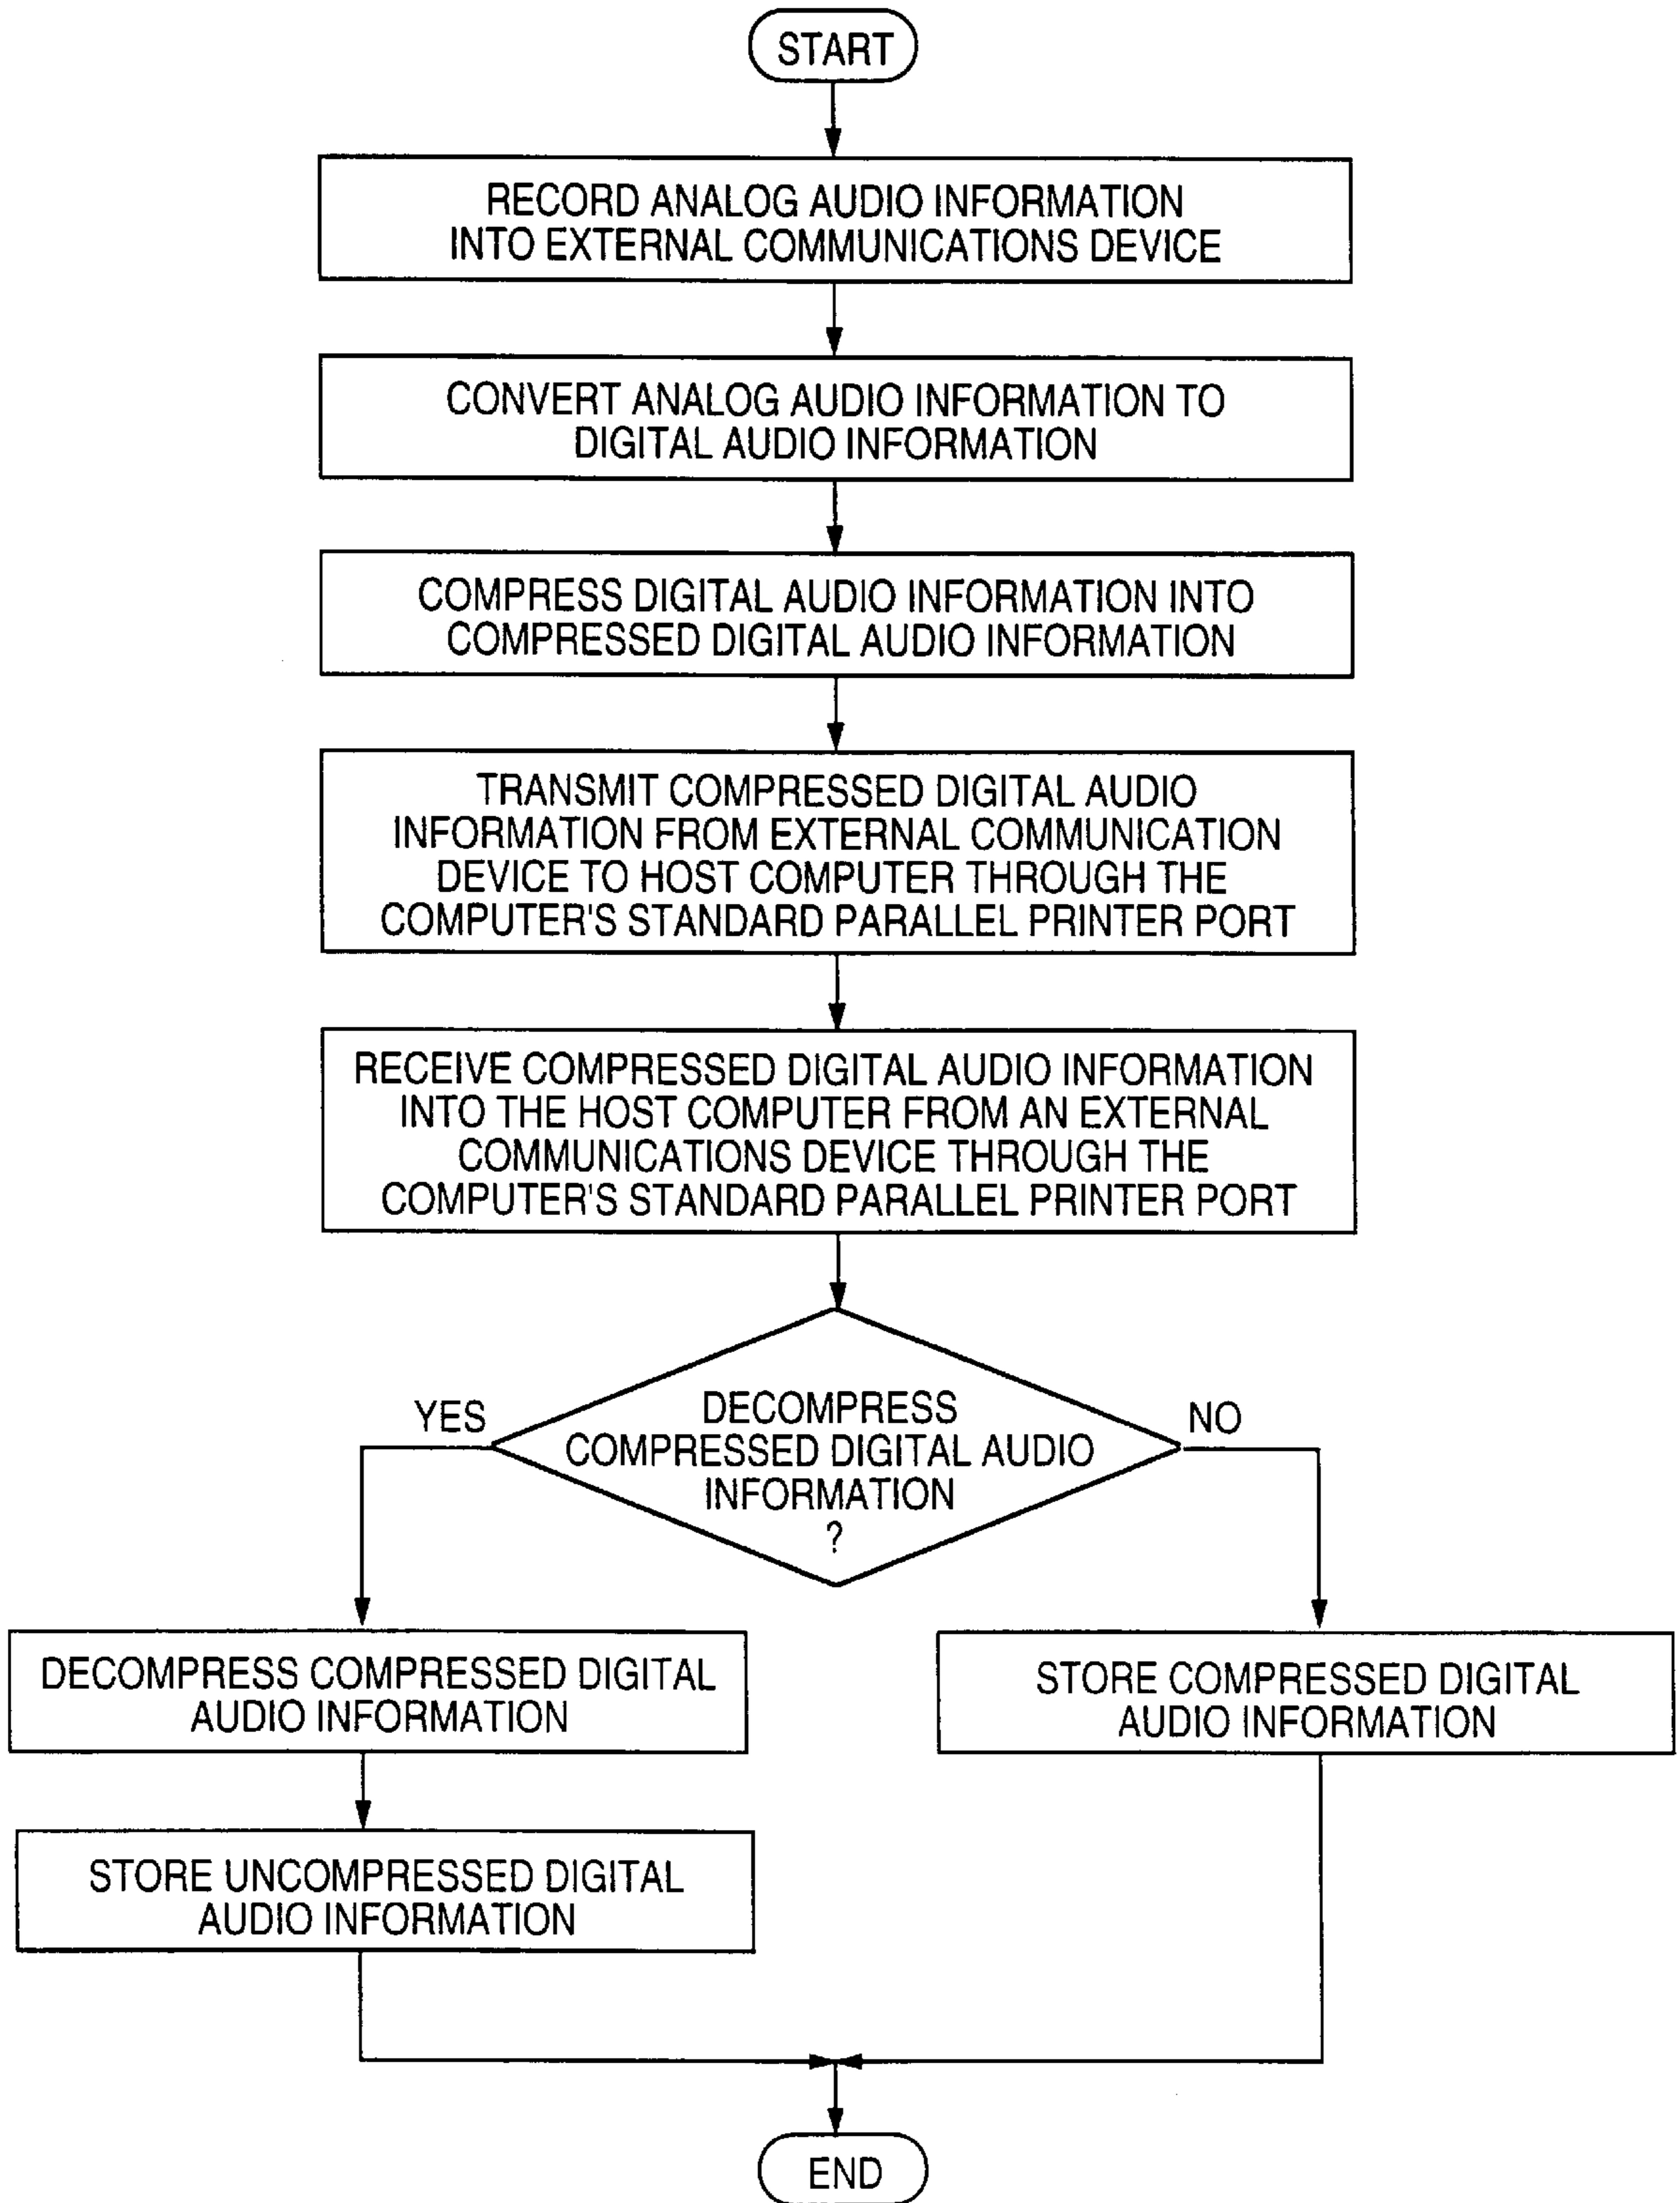 START
RECORD ANALOG AUDIO INFORMATION
INTO EXTERNAL COMMUNICATIONS DEVICE
CONVERT ANALOG AUDIO INFORMATION TO
DIGITAL AUDIO INFORMATION
COMPRESS DIGITAL AUDIO INFORMATION INTO
COMPRESSED DIGITAL AUDIO INFORMATION
TRANSMIT COMPRESSED DIGITAL AUDIO
INFORMATION FROM EXTERNAL COMMUNICATION
DEVICE TO HOST COMPUTER THROUGH THE
COMPUTER'S STANDARD PARALLEL PRINTER PORT
RECEIVE COMPRESSED DIGITAL AUDIO INFORMATION
INTO THE HOST COMPUTER FROM AN EXTERNAL
COMMUNICATIONS DEVICE THROUGH THE
COMPUTER'S STANDARD PARALLEL PRINTER PORT
YES
DECOMPRESS
COMPRESSED DIGITAL AUDIO
INFORMATION
?
NO
DECOMPRESS COMPRESSED DIGITAL
AUDIO INFORMATION
STORE COMPRESSED DIGITAL
AUDIO INFORMATION
STORE UNCOMPRESSED DIGITAL
AUDIO INFORMATION
END